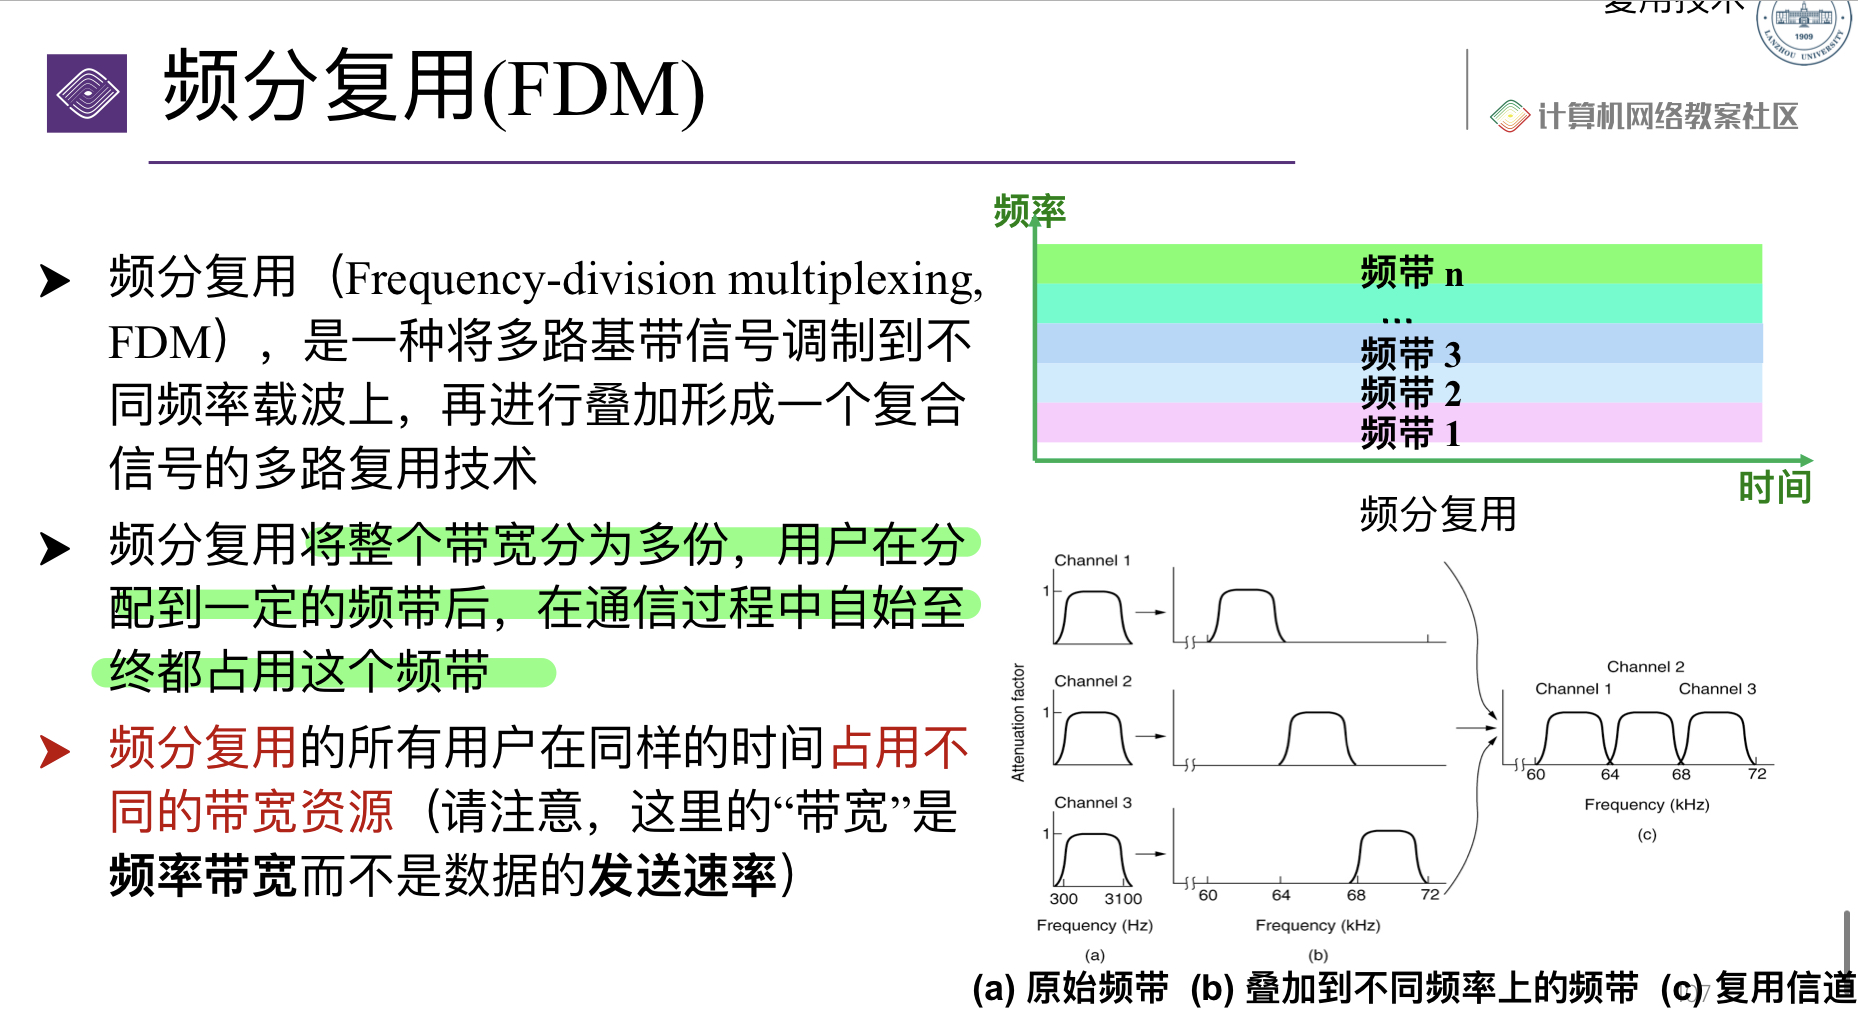 复用技术
1909
LANZHOU UNIVERSITY
频分复用(FDM)
计算机网络教案社区
➤ 频分复用（Frequency-division multiplexing,
FDM），是一种将多路基带信号调制到不
同频率载波上，再进行叠加形成一个复合
信号的多路复用技术
➤ 频分复用将整个带宽分为多份，用户在分
配到一定的频带后，在通信过程中自始至
终都占用这个频带
➤ 频分复用的所有用户在同样的时间占用不
同的带宽资源（请注意，这里的“带宽”是
频率带宽而不是数据的发送速率）
频率
频带 n
...
频带 3
频带 2
频带 1
时间
频分复用
Channel 1
1
Channel 2
1
Channel 3
1
Attenuation factor
300 3100
Frequency (Hz)
(a)
60 64 68 72
Frequency (kHz)
(b)
Channel 2
Channel 1 Channel 3
60 64 68 72
Frequency (kHz)
(c)
(a) 原始频带 (b) 叠加到不同频率上的频带 (c) 复用信道